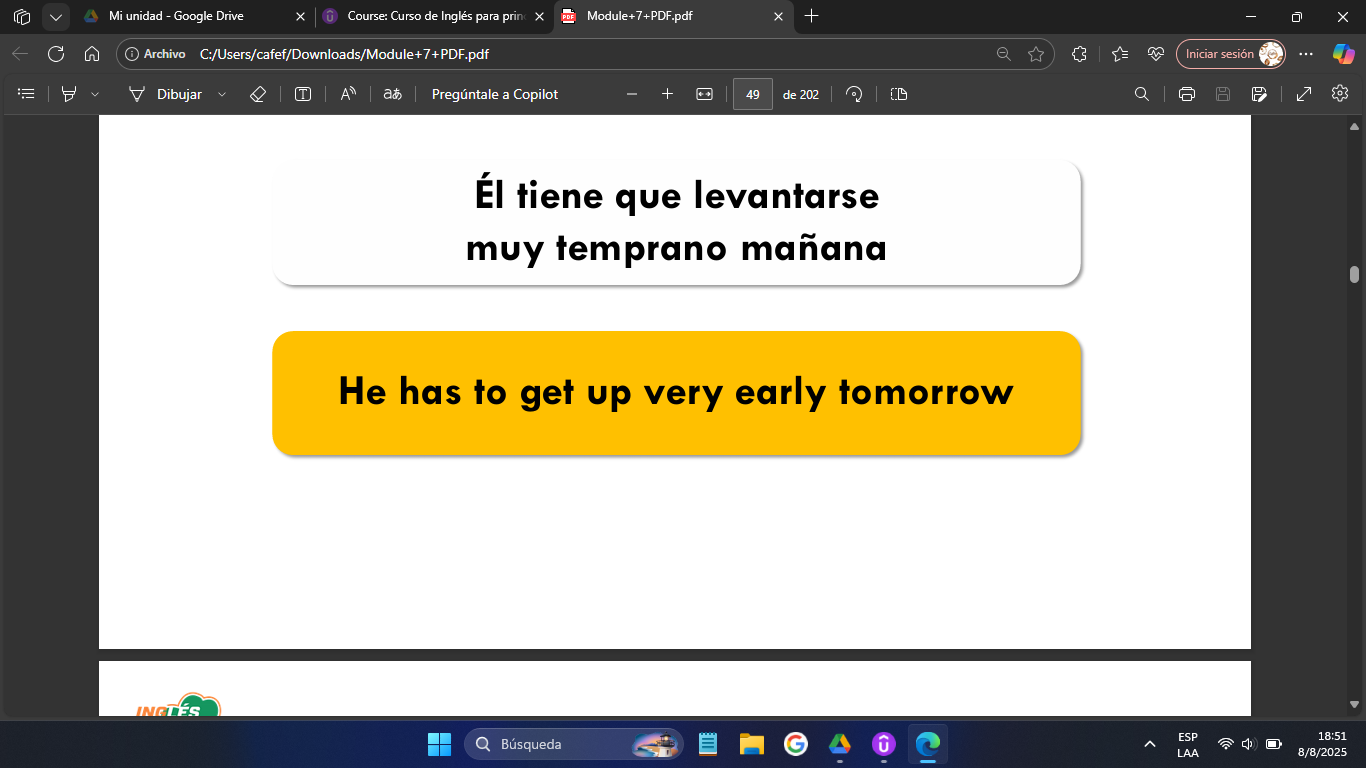 Mi unidad - Google Drive
Course: Curso de Inglés para prin
Module+7+PDF.pdf
Archivo
C:/Users/cafef/Downloads/Module+7+PDF.pdf
Iniciar sesión
Dibujar
aあ
Pregúntale a Copilot
49
de 202
Él tiene que levantarse
muy temprano mañana
He has to get up very early tomorrow
INGLÉS
Búsqueda
ESP
LAA
18:51
8/8/2025